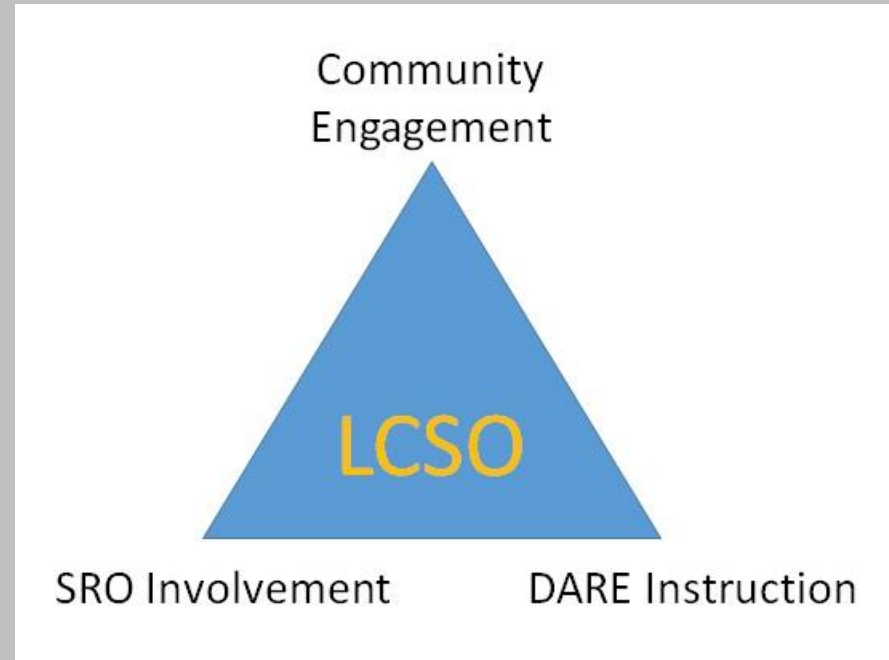 Community
Engagement
LCSO
SRO Involvement
DARE Instruction